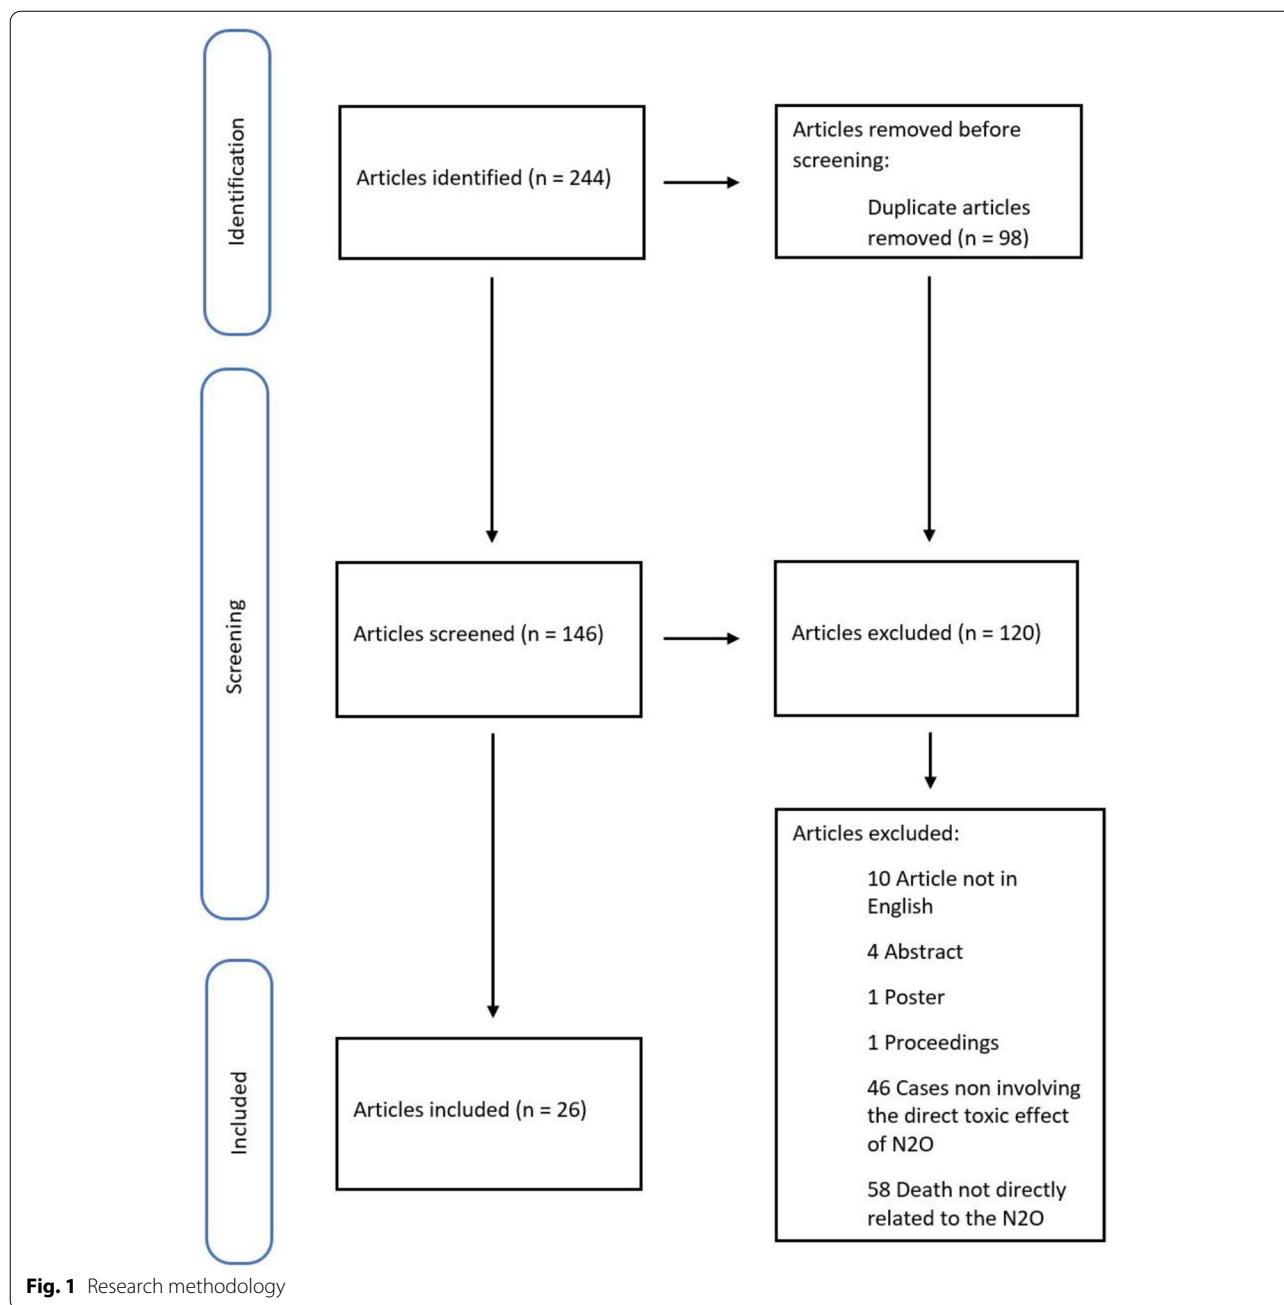 Identification
Articles identified (n = 244)
Articles removed before
screening:
Duplicate articles
removed (n = 98)
Screening
Articles screened (n = 146)
Articles excluded (n = 120)
Articles excluded:
10 Article not in
English
4 Abstract
1 Poster
1 Proceedings
46 Cases non involving
the direct toxic effect
of N2O
58 Death not directly
related to the N2O
Included
Articles included (n = 26)
Fig. 1 Research methodology